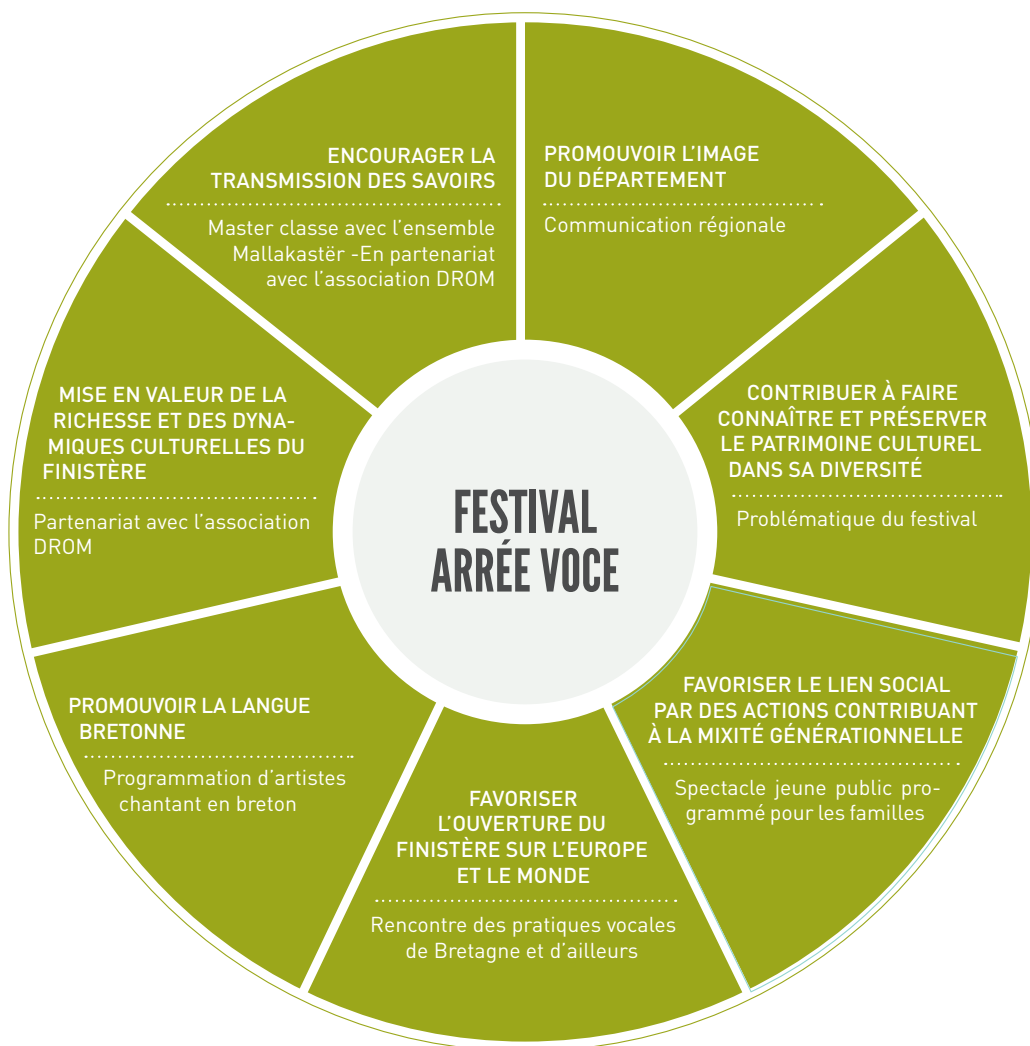 ENCOURAGER LA
TRANSMISSION DES SAVOIRS
Master classe avec l'ensemble
Mallakastër -En partenariat
avec l'association DROM
PROMOUVOIR L'IMAGE
DU DÉPARTEMENT
Communication régionale
CONTRIBUER À FAIRE
CONNAÎTRE ET PRÉSERVER
LE PATRIMOINE CULTUREL
DANS SA DIVERSITÉ
Problématique du festival
FAVORISER LE LIEN SOCIAL
PAR DES ACTIONS CONTRIBUANT
À LA MIXITÉ GÉNÉRATIONNELLE
Spectacle jeune public pro-
grammé pour les familles
FAVORISER
L'OUVERTURE DU
FINISTÈRE SUR L'EUROPE
ET LE MONDE
Rencontre des pratiques vocales
de Bretagne et d'ailleurs
PROMOUVOIR LA LANGUE
BRETONNE
Programmation d'artistes
chantant en breton
MISE EN VALEUR DE LA
RICHESSE ET DES DYNA-
MIQUES CULTURELLES DU
FINISTÈRE
Partenariat avec l'association
DROM
FESTIVAL
ARRÉE VOCE